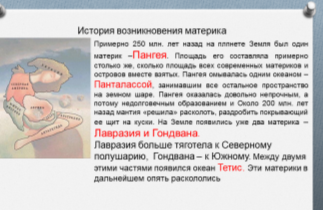 История возникновения материка
Примерно 250 млн. лет назад на плянете Земля был один
материк –Пангея. Площадь его составляла примерно
столько же, сколько площадь всех современных материков и
островов вместе взятых. Пангея омывалась одним океаном –
Панталассой, занимавшим все остальное пространство
на земном шаре. Пангея оказалась довольно непрочным, а
потому недолговечным образованием и Около 200 млн. лет
назад мантия «решила» расколоть, раздробить покрывающий
ее щит на куски. На Земле появились уже два материка –
Лавразия и Гондвана.
Лавразия больше тяготела к Северному
полушарию, Гондвана – к Южному. Между двумя
этими частями появился океан Тетис. Эти материки в
дальнейшем опять раскололись